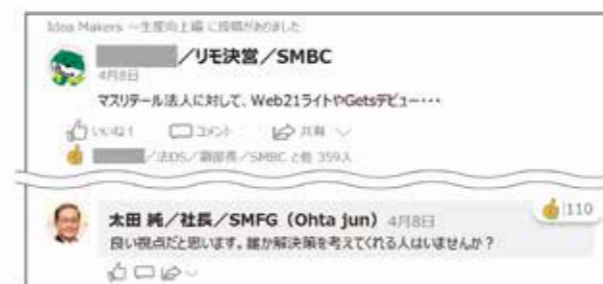 Idea Makers ～生産向上編 に投稿がありました
／リモ決営／SMBC
4月8日
マスリテール法人に対して、Web21ライトやGetsデビュー・・・
いいね！ コメント 共有
／法DS／副部長／SMBC と他 359人
太田 純／社長／SMFG（Ohta jun） 4月8日
110
良い視点だと思います。誰か解決策を考えてくれる人はいませんか？